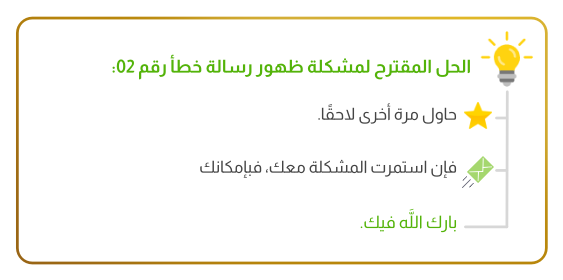 الحل المقترح لمشكلة ظهور رسالة خطأ رقم 02:
حاول مرة أخرى لاحقًا.
فإن استمرت المشكلة معك، فبإمكانك
بارك اللَّه فيك.